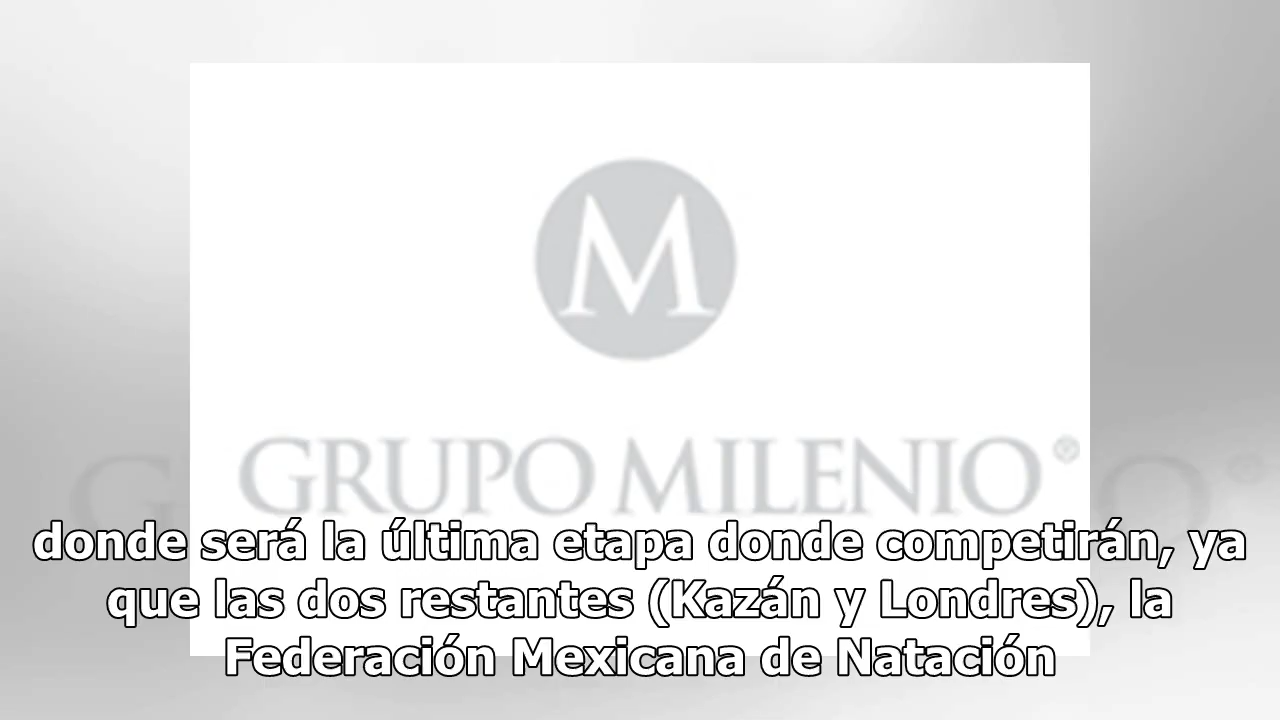 M
GRUPO MILENIO®
donde será la última etapa donde competirán, ya
que las dos restantes (Kazán y Londres), la
Federación Mexicana de Natación